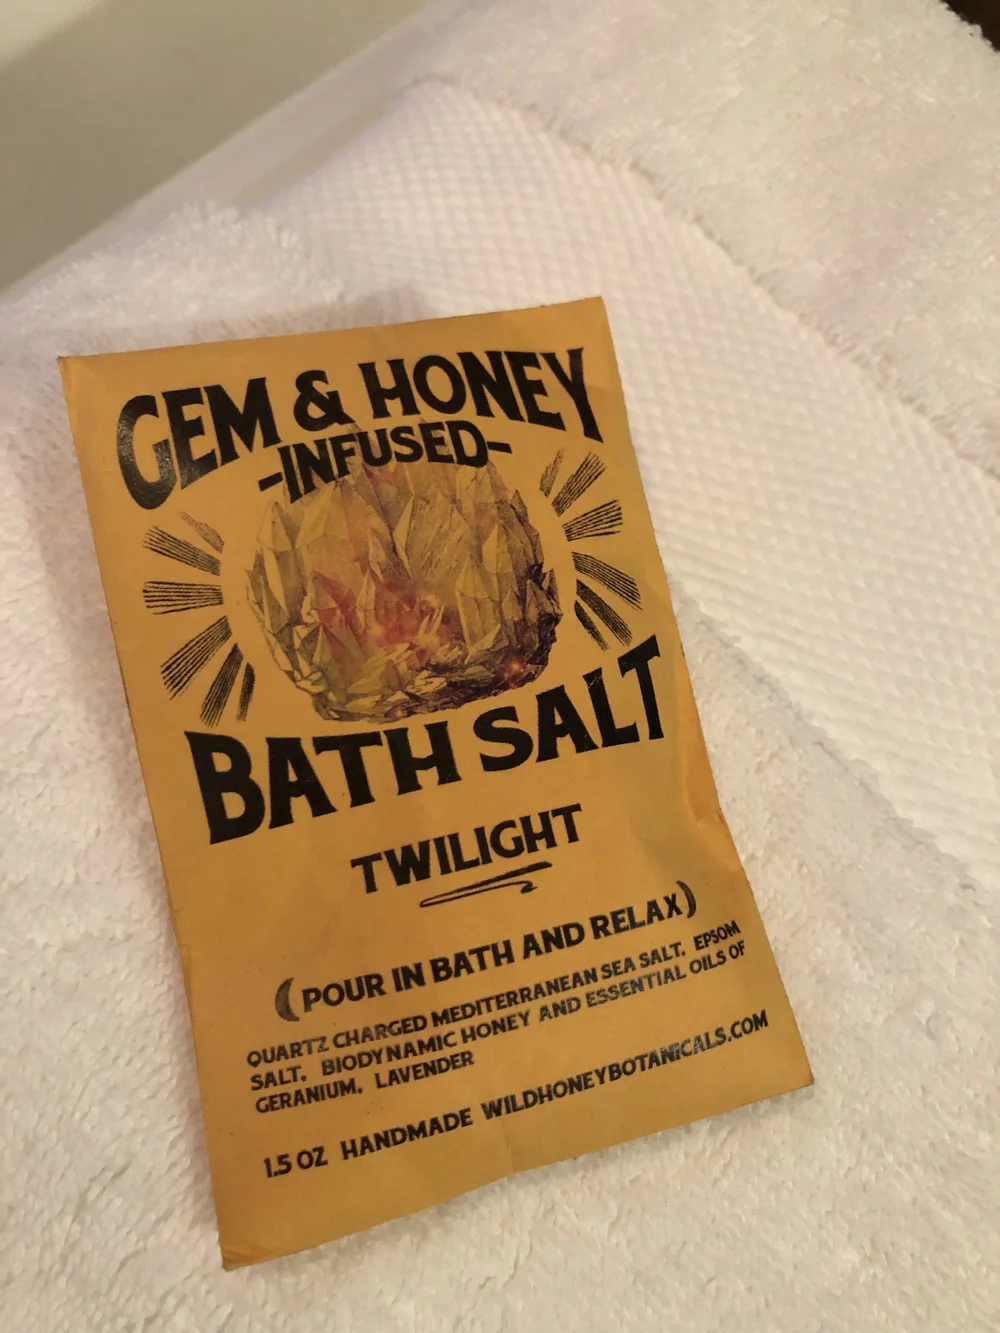 GEM & HONEY
-INFUSED-
BATH SALT
TWILIGHT
(POUR IN BATH AND RELAX)
QUARTZ CHARGED MEDITERRANEAN SEA SALT, EPSOM
SALT, BIODYNAMIC HONEY AND ESSENTIAL OILS OF
GERANIUM, LAVENDER
1.5 OZ HANDMADE WILDHONEYBOTANICALS.COM